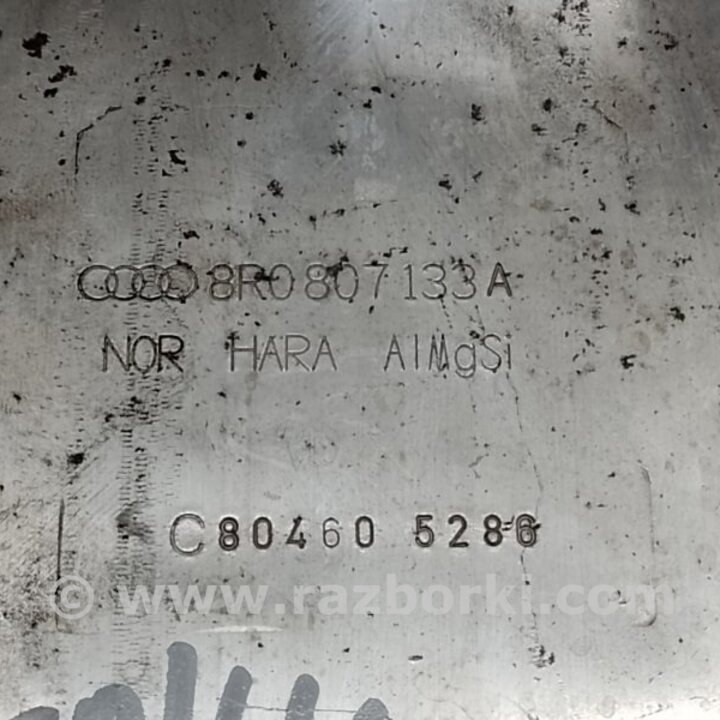 8R0807133A
NOR HARA AlMgSi
C80460 5286
© www.razborki.com